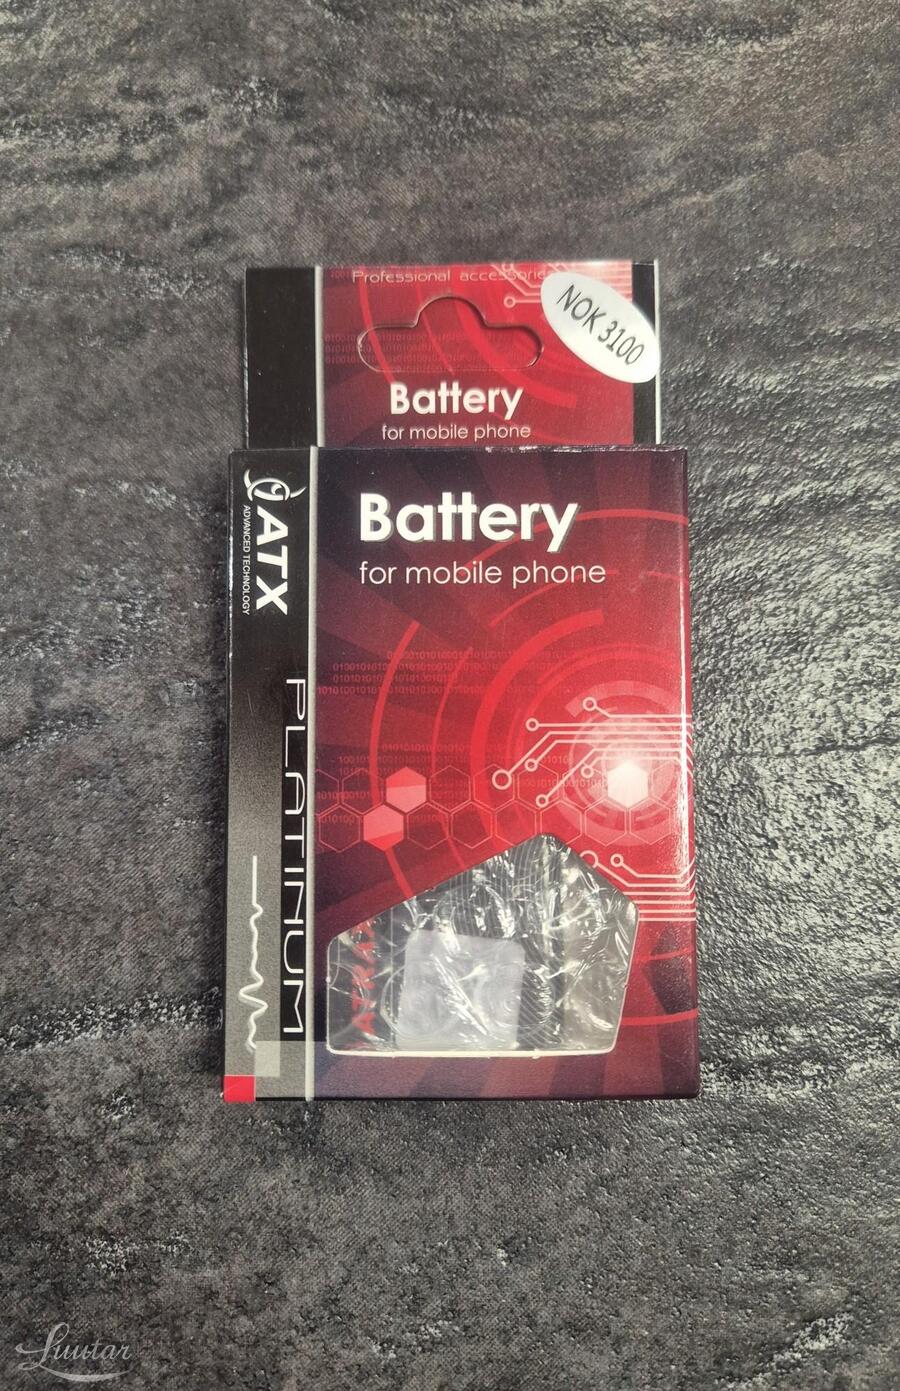 Professional accessorie
NOK 3100
Battery
for mobile phone
ATX
ADVANCED TECHNOLOGY
PLATINUM
Battery
for mobile phone
Luutar